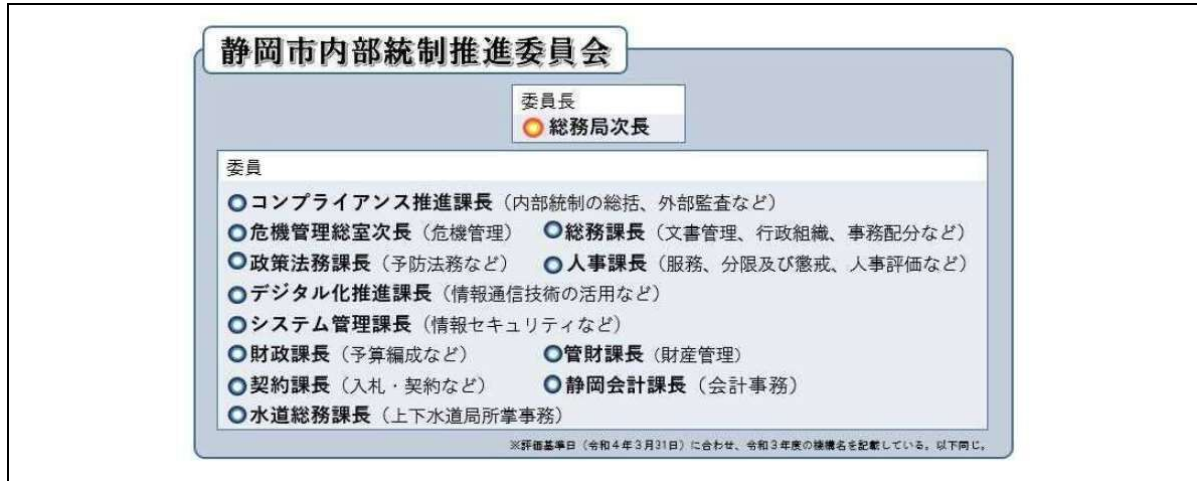 静岡市内部統制推進委員会
委員長
総務局次長
委員
コンプライアンス推進課長（内部統制の総括、外部監査など）
危機管理総室次長（危機管理） 総務課長（文書管理、行政組織、事務配分など）
政策法務課長（予防法務など） 人事課長（服務、分限及び懲戒、人事評価など）
デジタル化推進課長（情報通信技術の活用など）
システム管理課長（情報セキュリティなど）
財政課長（予算編成など） 管財課長（財産管理）
契約課長（入札・契約など） 静岡会計課長（会計事務）
水道総務課長（上下水道局所掌事務）
※評価基準日（令和４年３月31日）に合わせ、令和３年度の機構名を記載している。以下同じ。